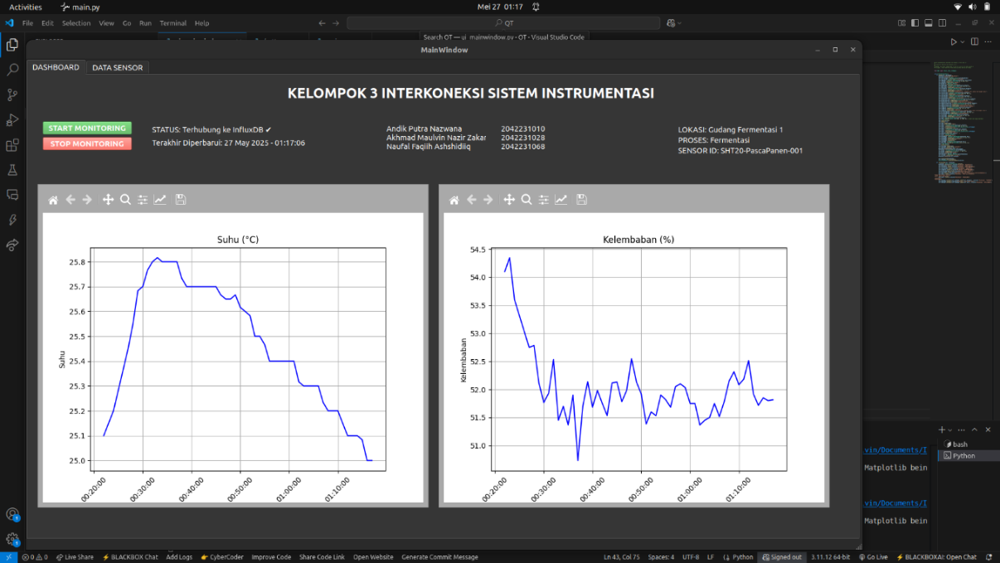 Activities
main.py
Mei 27 01:17
File Edit Selection View Go Run Terminal Help
QT
Search QT — ui_mainwindow.py - QT - Visual Studio Code
MainWindow
DASHBOARD
DATA SENSOR
KELOMPOK 3 INTERKONEKSI SISTEM INSTRUMENTASI
START MONITORING
STOP MONITORING
STATUS: Terhubung ke InfluxDB ✔
Terakhir Diperbarui: 27 May 2025 - 01:17:06
Andik Putra Nazwana 2042231010
Akhmad Maulvin Nazir Zakar 2042231028
Naufal Faqiih Ashshidiiq 2042231068
LOKASI: Gudang Fermentasi 1
PROSES: Fermentasi
SENSOR ID: SHT20-PascaPanen-001
Suhu (°C)
25.8
25.7
25.6
25.5
25.4
25.3
25.2
25.1
25.0
Suhu
00:20:00
00:30:00
00:40:00
00:50:00
01:00:00
01:10:00
Kelembaban (%)
54.5
54.0
53.5
53.0
52.5
52.0
51.5
51.0
Kelembaban
00:20:00
00:30:00
00:40:00
00:50:00
01:00:00
01:10:00
bash
Python
vin/Documents/I
Matplotlib bein
vin/Documents/I
Matplotlib bein
0 0 Live Share BLACKBOX Chat Add Logs CyberCoder Improve Code Share Code Link Open Website Generate Commit Message
Ln 43, Col 75 Spaces: 4 UTF-8 LF Python Signed out 3.11.12 64-bit Go Live BLACKBOXAI: Open Chat